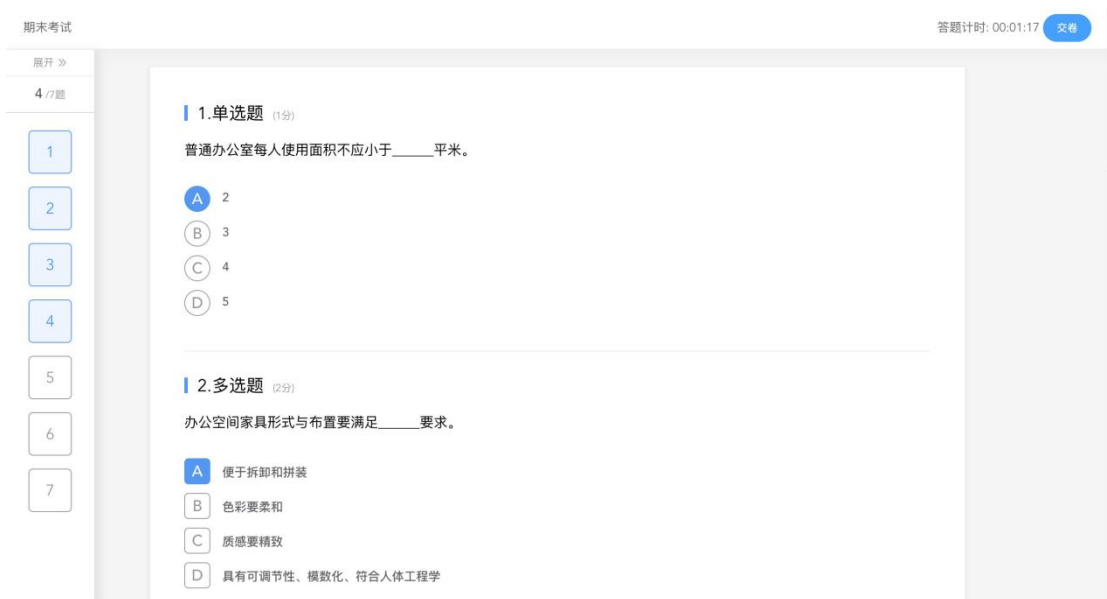 期末考试
答题计时: 00:01:17 交卷
展开 »
4 /7题
1
2
3
4
5
6
7
1.单选题 (1分)
普通办公室每人使用面积不应小于______平米。
A 2
B 3
C 4
D 5
2.多选题 (2分)
办公空间家具形式与布置要满足______要求。
A 便于拆卸和拼装
B 色彩要柔和
C 质感要精致
D 具有可调节性、模数化、符合人体工程学